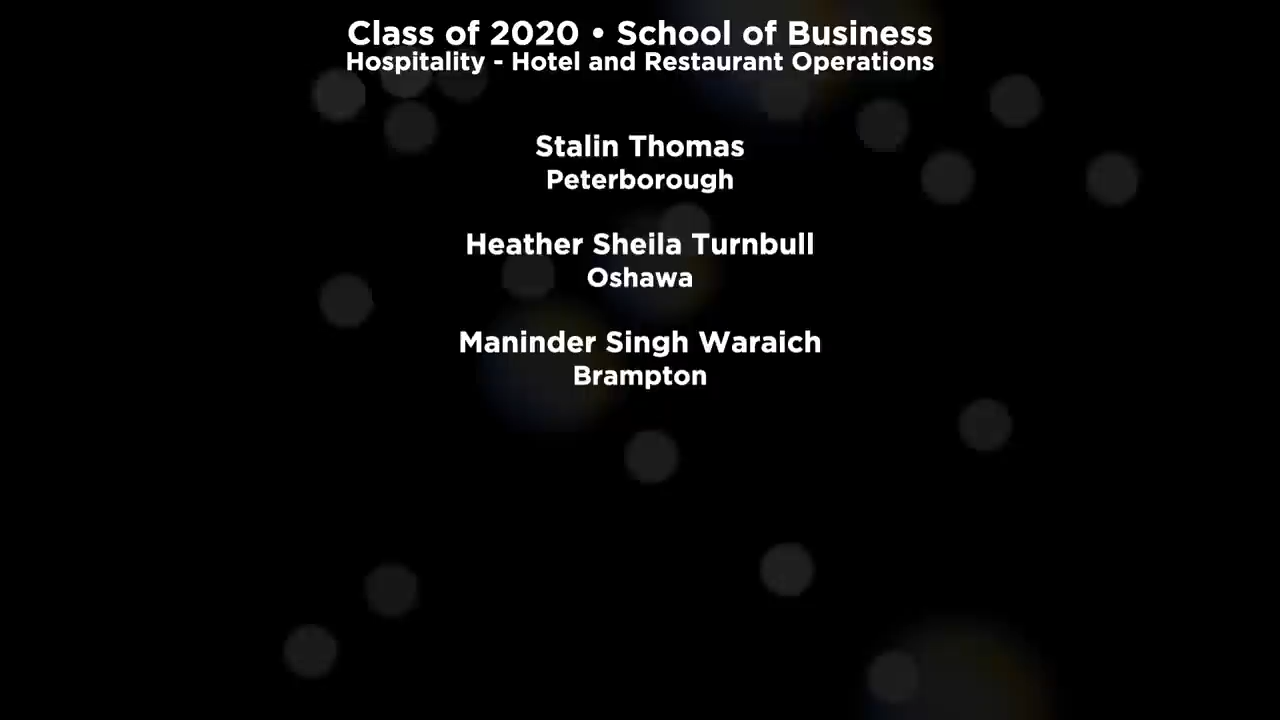 Class of 2020 • School of Business
Hospitality - Hotel and Restaurant Operations
Stalin Thomas
Peterborough
Heather Sheila Turnbull
Oshawa
Maninder Singh Waraich
Brampton